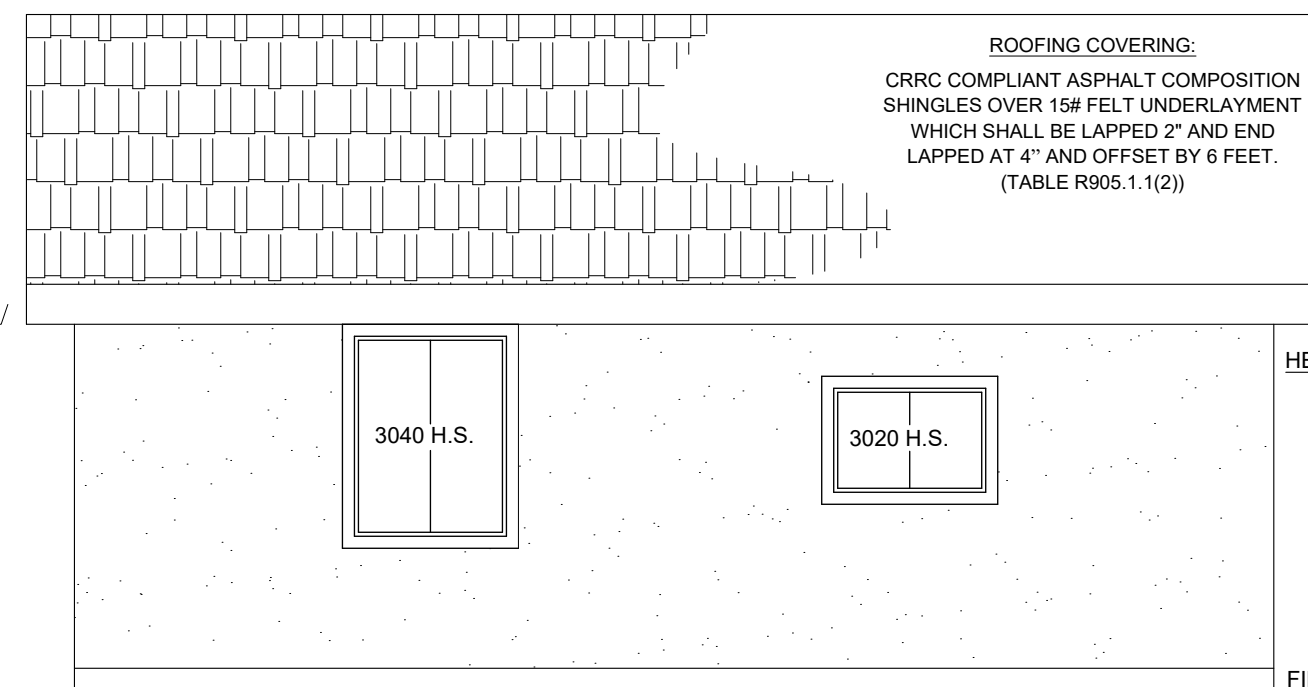 ROOFING COVERING:
CRRC COMPLIANT ASPHALT COMPOSITION
SHINGLES OVER 15# FELT UNDERLAYMENT
WHICH SHALL BE LAPPED 2" AND END
LAPPED AT 4” AND OFFSET BY 6 FEET.
(TABLE R905.1.1(2))
3040 H.S.
3020 H.S.